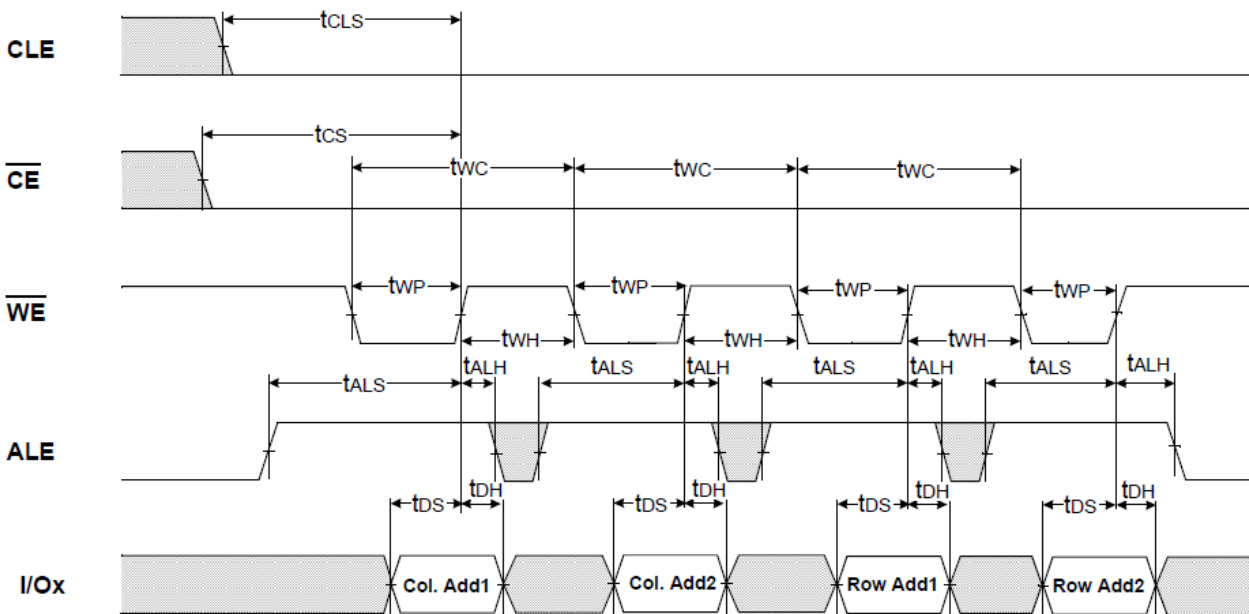 CLE
tCLS
CE
tCS
tWC tWC tWC
WE
tWP tWP tWP tWP
tWH tWH tWH
ALE
tALS tALH tALS tALH tALS tALH tALS tALH
tDS tDH tDS tDH tDS tDH tDS tDH
I/Ox
Col. Add1 Col. Add2 Row Add1 Row Add2